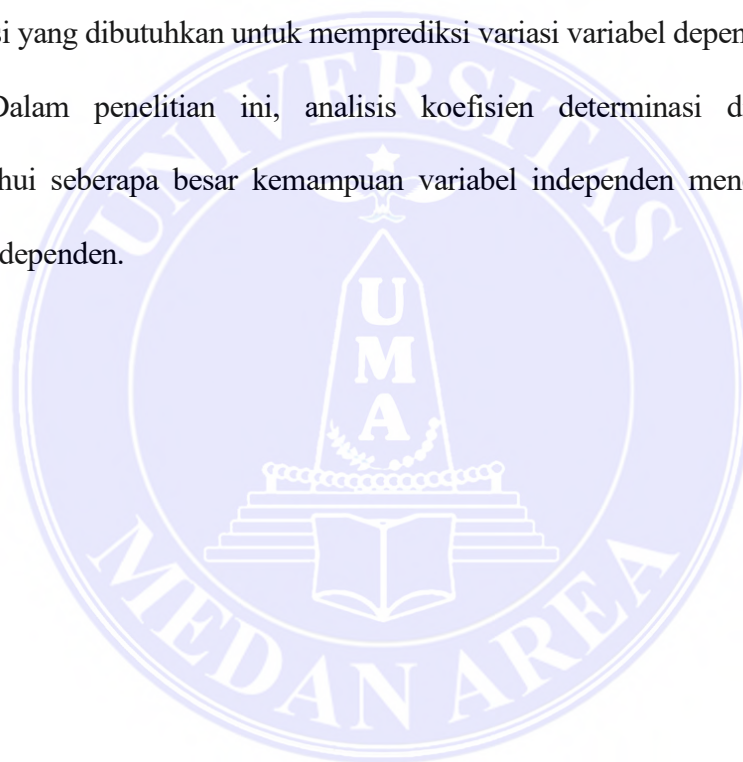 si yang dibutuhkan untuk memprediksi variasi variabel depen
Dalam penelitian ini, analisis koefisien determinasi d
hui seberapa besar kemampuan variabel independen men
dependen.
UNIVERSITAS
UMA
MEDAN AREA